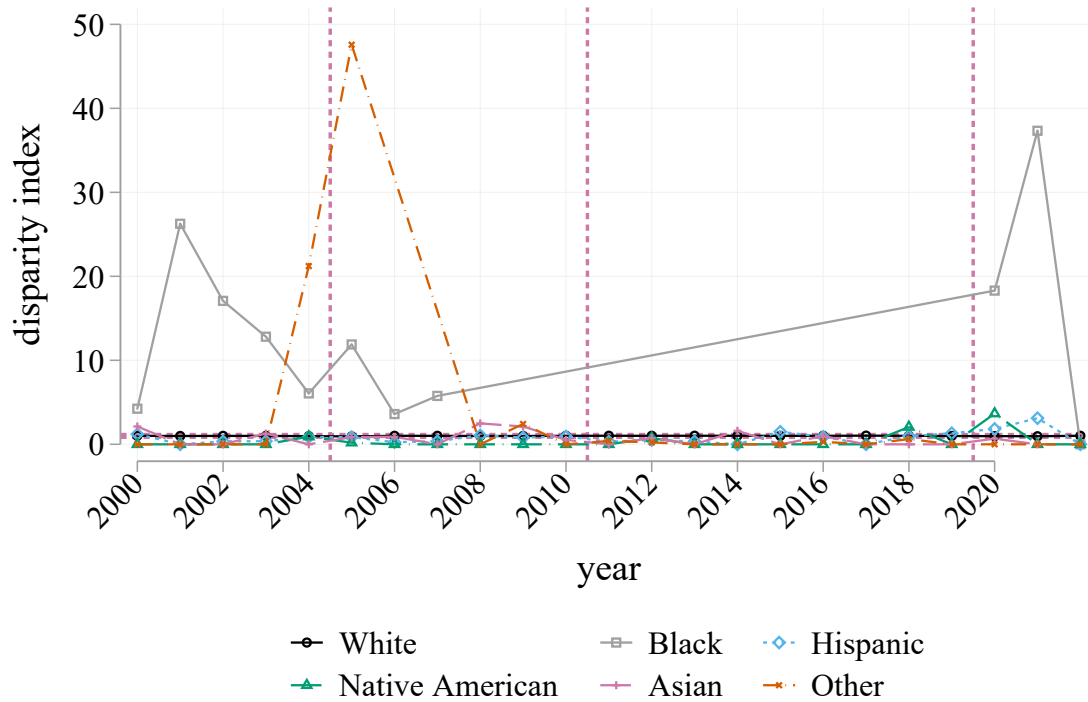 50
40
30
20
10
0
disparity index
2000 2002 2004 2006 2008 2010 2012 2014 2016 2018 2020
year
White Black Hispanic
Native American Asian Other